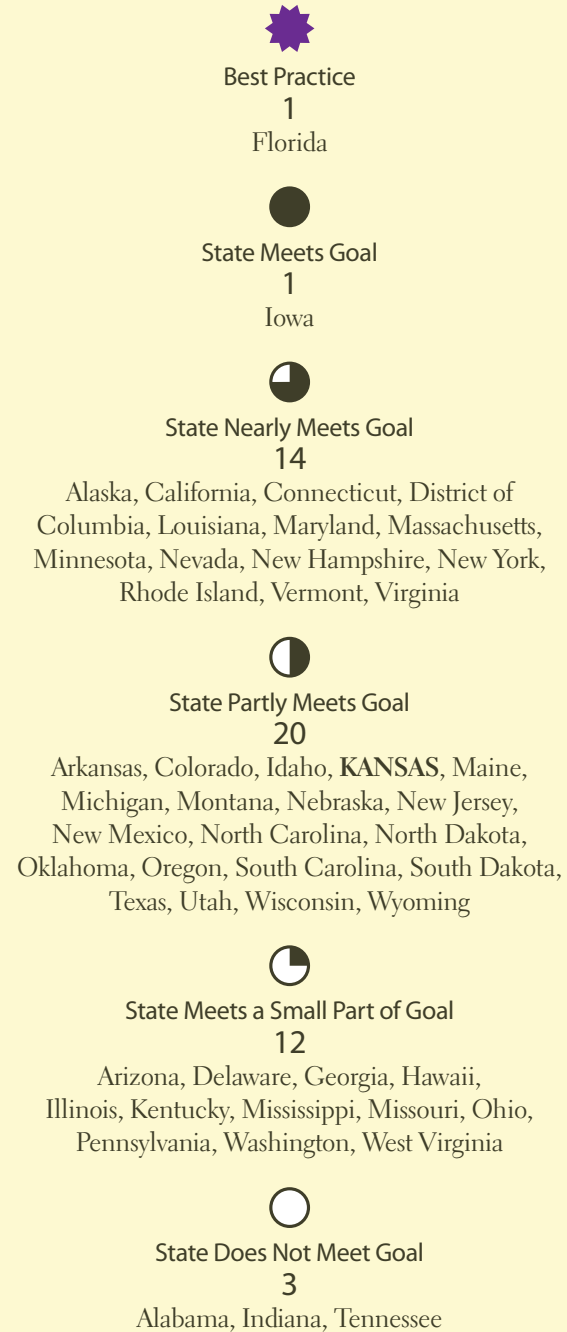 Best Practice
1
Florida
State Meets Goal
1
Iowa
State Nearly Meets Goal
14
Alaska, California, Connecticut, District of
Columbia, Louisiana, Maryland, Massachusetts,
Minnesota, Nevada, New Hampshire, New York,
Rhode Island, Vermont, Virginia
State Partly Meets Goal
20
Arkansas, Colorado, Idaho, KANSAS, Maine,
Michigan, Montana, Nebraska, New Jersey,
New Mexico, North Carolina, North Dakota,
Oklahoma, Oregon, South Carolina, South Dakota,
Texas, Utah, Wisconsin, Wyoming
State Meets a Small Part of Goal
12
Arizona, Delaware, Georgia, Hawaii,
Illinois, Kentucky, Mississippi, Missouri, Ohio,
Pennsylvania, Washington, West Virginia
State Does Not Meet Goal
3
Alabama, Indiana, Tennessee